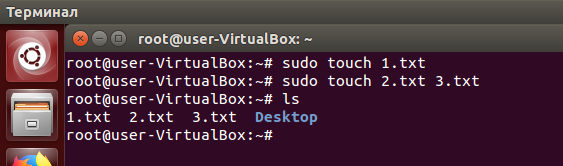 Терминал
root@user-VirtualBox: ~
root@user-VirtualBox:~# sudo touch 1.txt
root@user-VirtualBox:~# sudo touch 2.txt 3.txt
root@user-VirtualBox:~# ls
1.txt  2.txt  3.txt  Desktop
root@user-VirtualBox:~#